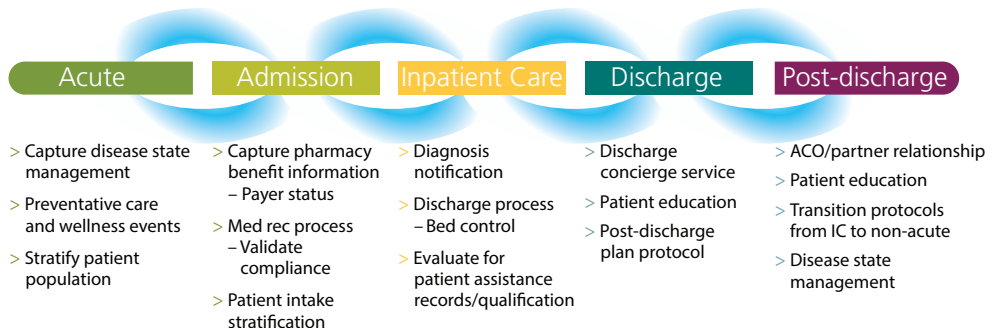 Acute
Admission
Inpatient Care
Discharge
Post-discharge
> Capture disease state
management
> Preventative care
and wellness events
> Stratify patient
population
> Capture pharmacy
benefit information
– Payer status
> Med rec process
– Validate
compliance
> Patient intake
stratification
> Diagnosis
notification
> Discharge process
– Bed control
> Evaluate for
patient assistance
records/qualification
> Discharge
concierge service
> Patient education
> Post-discharge
plan protocol
> ACO/partner relationship
> Patient education
> Transition protocols
from IC to non-acute
> Disease state
management